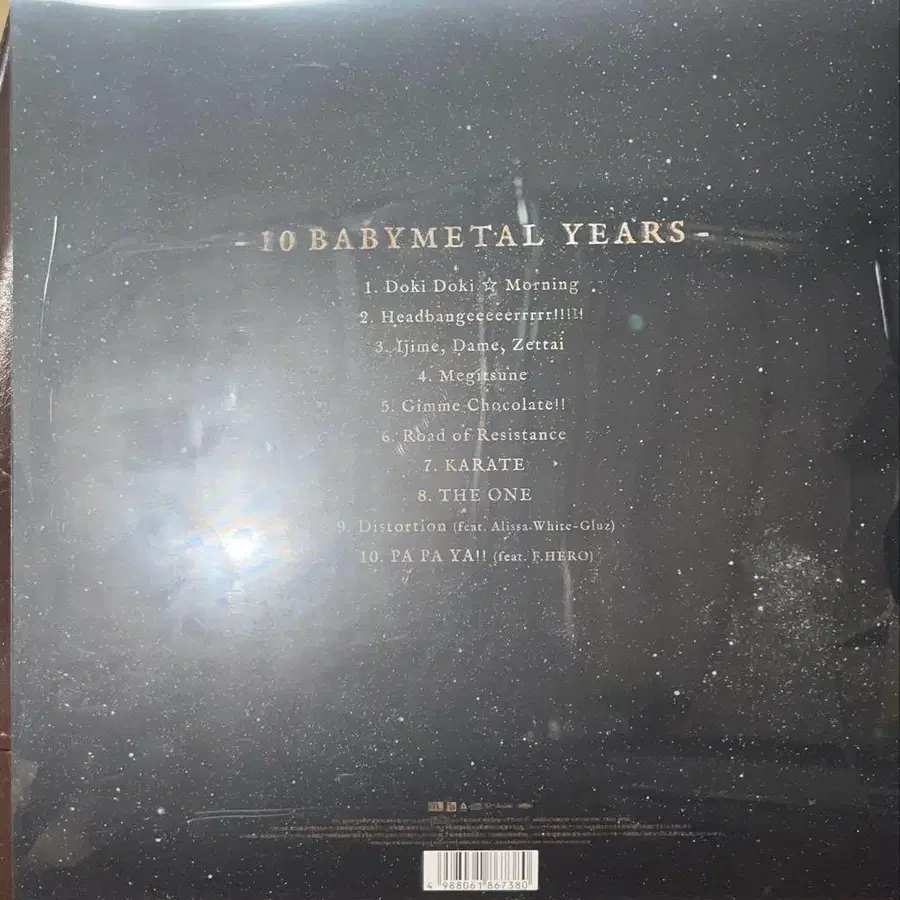 - 10 BABYMETAL YEARS -
1. Doki Doki ☆ Morning
2. Headbangeeeeerrrrr!!!!!
3. Ijime, Dame, Zettai
4. Megitsune
5. Gimme Chocolate!!
6. Road of Resistance
7. KARATE
8. THE ONE
9. Distortion (feat. Alissa White-Gluz)
10. PA PA YA!! (feat. F.HERO)
4 988061 867380